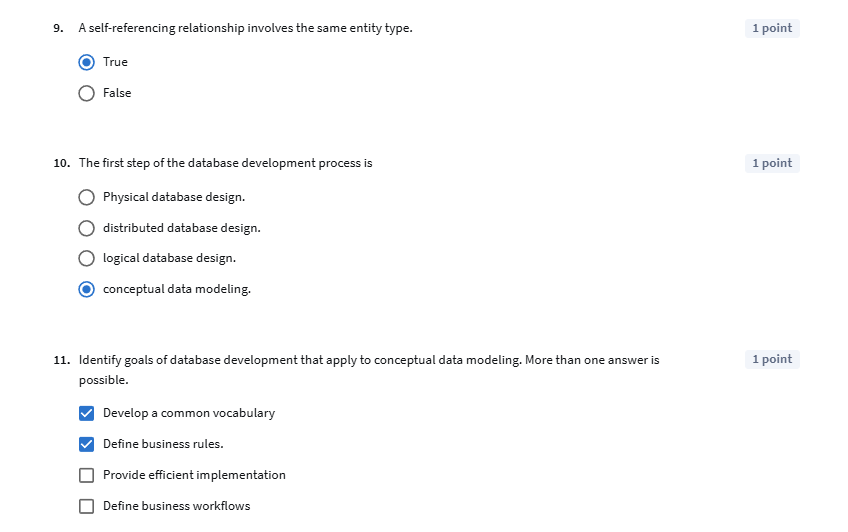 9. A self-referencing relationship involves the same entity type. 1 point
True
False
10. The first step of the database development process is 1 point
Physical database design.
distributed database design.
logical database design.
conceptual data modeling.
11. Identify goals of database development that apply to conceptual data modeling. More than one answer is 1 point
possible.
Develop a common vocabulary
Define business rules.
Provide efficient implementation
Define business workflows